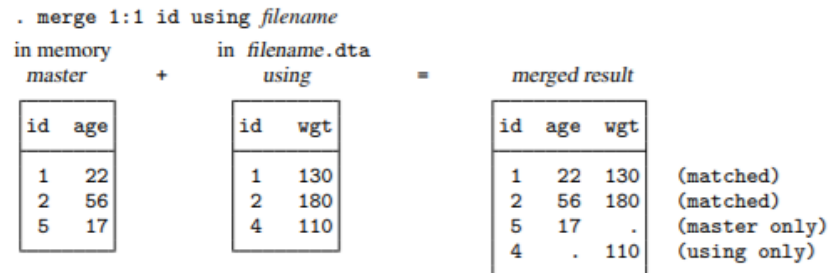 . merge 1:1 id using filename
in memory in filename.dta
master + using = merged result
id age id wgt id age wgt
1 22 1 130 1 22 130 (matched)
2 56 2 180 2 56 180 (matched)
5 17 4 110 5 17 . (master only)
4 . 110 (using only)